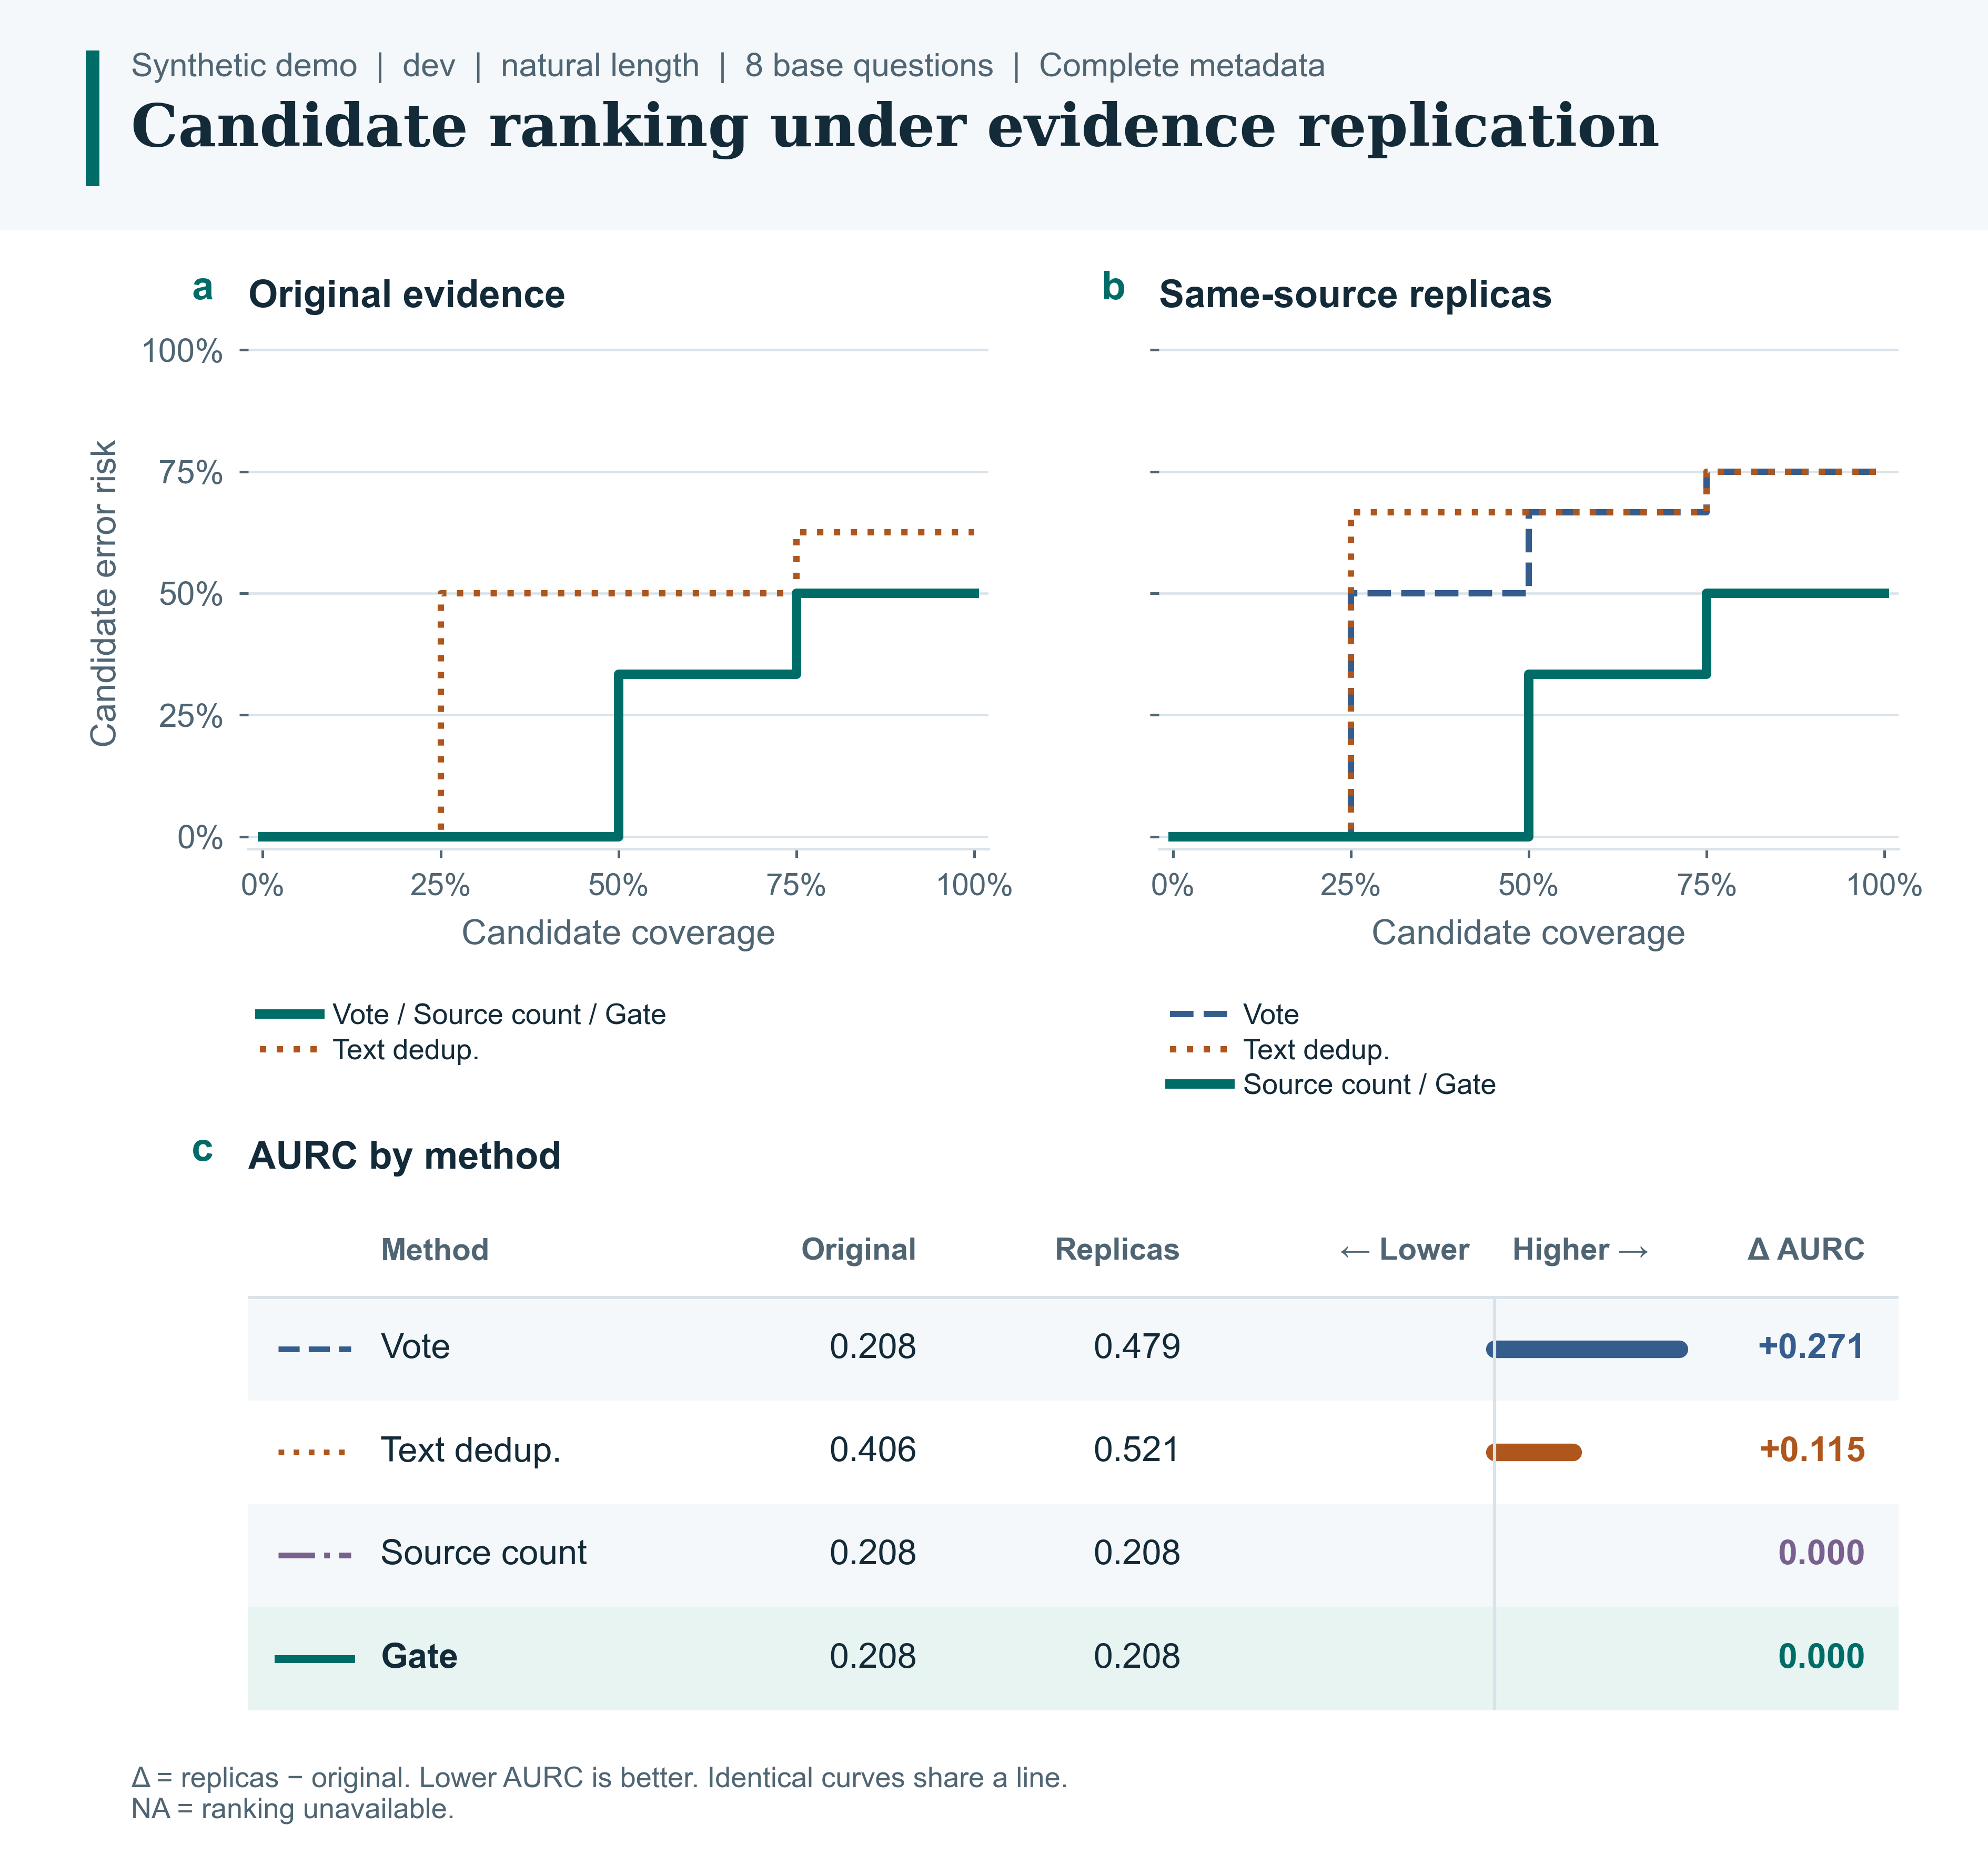 Synthetic demo | dev | natural length | 8 base questions | Complete metadata
Candidate ranking under evidence replication
a Original evidence
100%
75%
50%
25%
0%
Candidate error risk
0% 25% 50% 75% 100%
Candidate coverage
Vote / Source count / Gate
Text dedup.
b Same-source replicas
0% 25% 50% 75% 100%
Candidate coverage
Vote
Text dedup.
Source count / Gate
c AURC by method
Method Original Replicas ← Lower Higher → Δ AURC
Vote 0.208 0.479 +0.271
Text dedup. 0.406 0.521 +0.115
Source count 0.208 0.208 0.000
Gate 0.208 0.208 0.000
Δ = replicas − original. Lower AURC is better. Identical curves share a line.
NA = ranking unavailable.